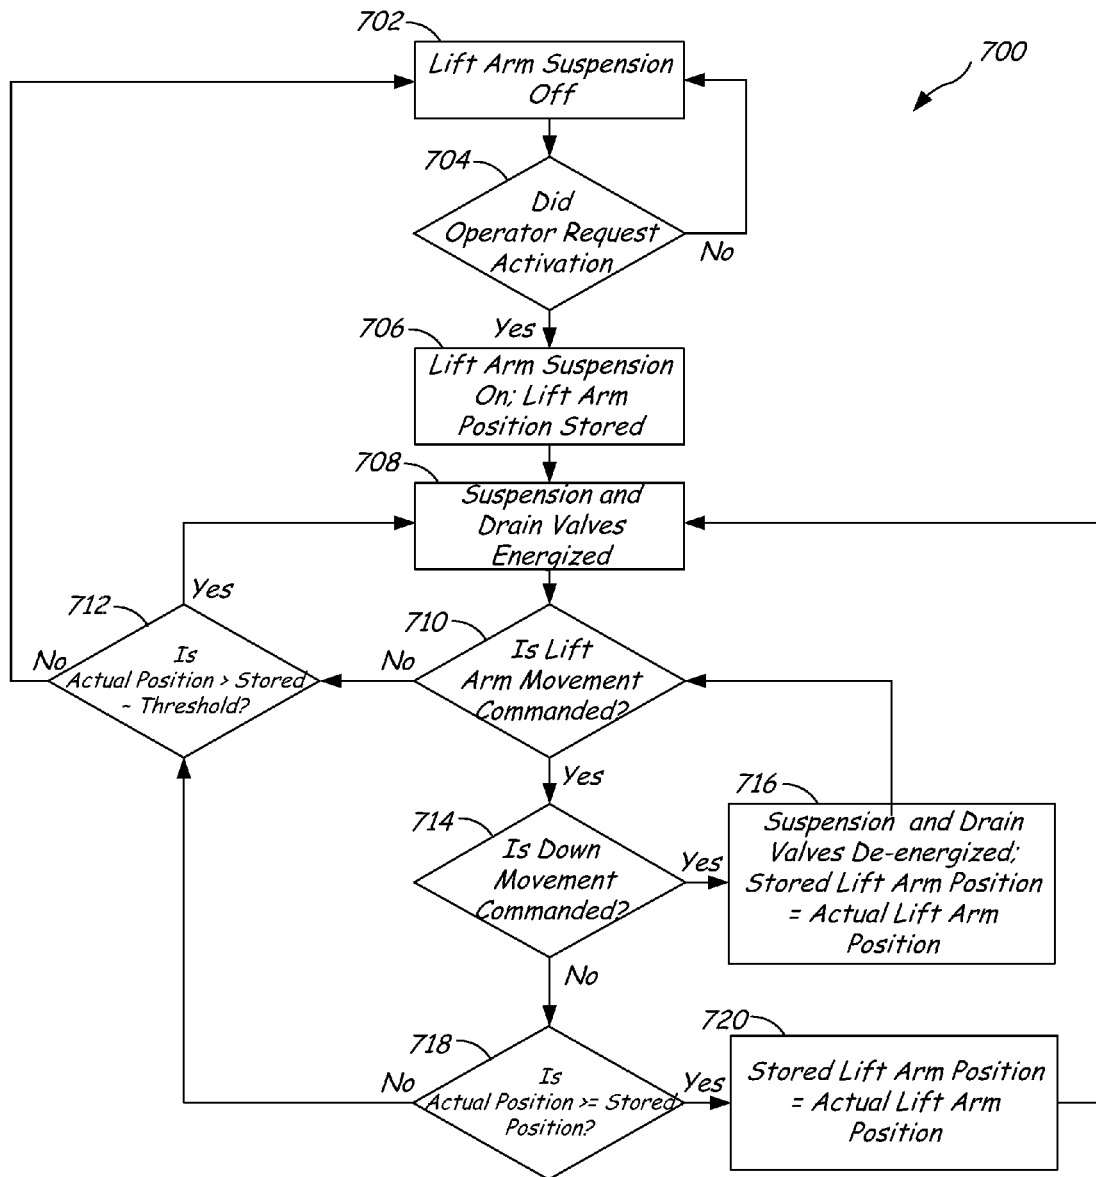 702
Lift Arm Suspension
Off
700
704
Did
Operator Request
Activation
No
Yes
706
Lift Arm Suspension
On; Lift Arm
Position Stored
708
Suspension and
Drain Valves
Energized
Yes
712
Is
Actual Position > Stored
- Threshold?
No
710
Is Lift
Arm Movement
Commanded?
No
Yes
714
Is Down
Movement
Commanded?
Yes
No
716
Suspension and Drain
Valves De-energized;
Stored Lift Arm Position
= Actual Lift Arm
Position
718
Is
Actual Position >= Stored
Position?
No
Yes
720
Stored Lift Arm Position
= Actual Lift Arm
Position